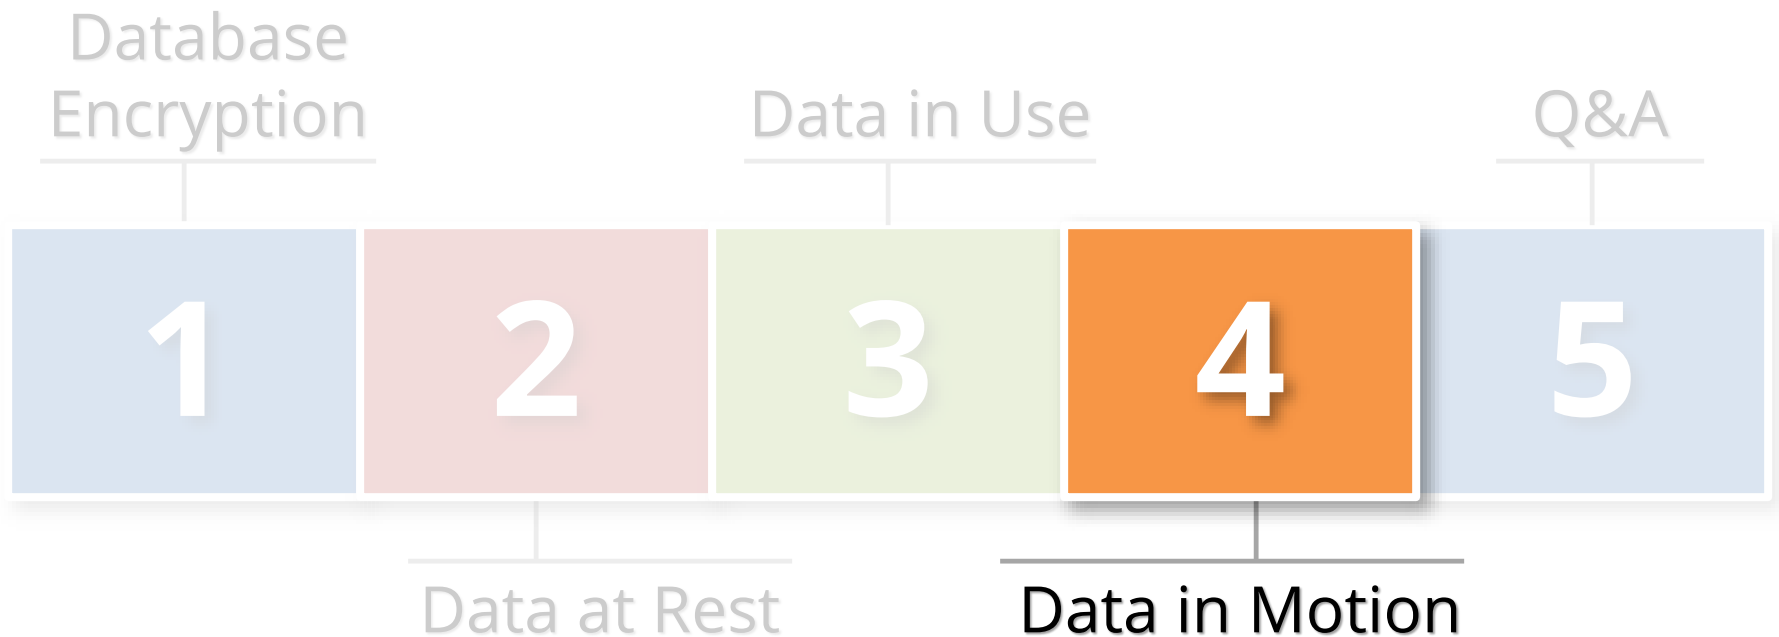 Database
Encryption
Data in Use
Q&A
1
2
3
4
5
Data at Rest
Data in Motion